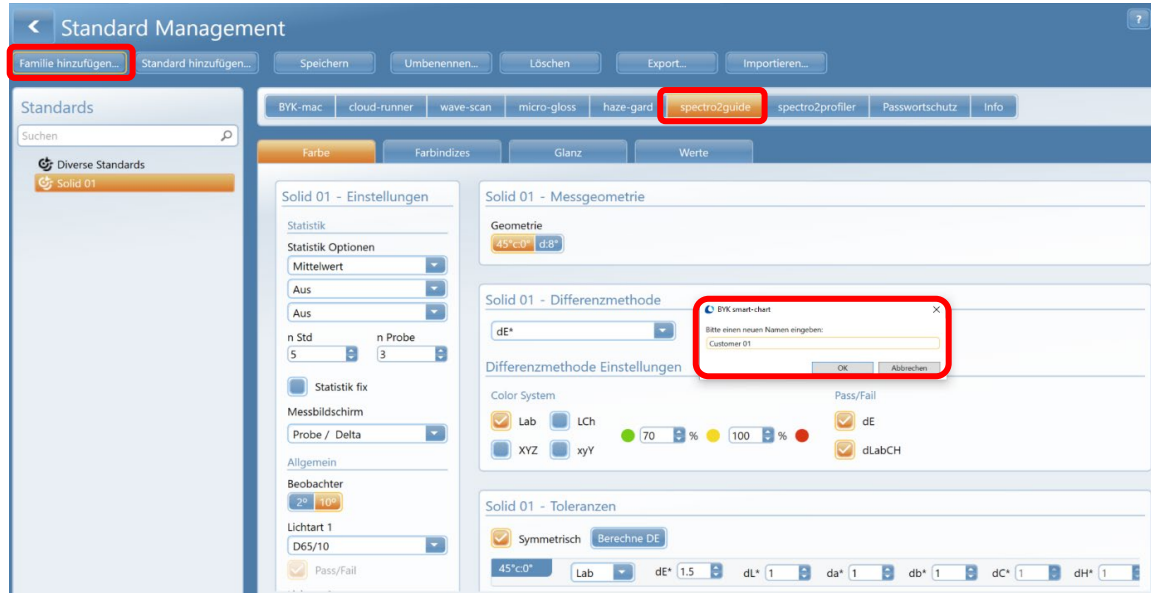 Standard Management
?
Familie hinzufügen... Standard hinzufügen... Speichern Umbenennen... Löschen Export... Importieren...
Standards
Suchen
Diverse Standards
Solid 01
BYK-mac cloud-runner wave-scan micro-gloss haze-gard spectro2guide spectro2profiler Passwortschutz Info
Farbe Farbindizes Glanz Werte
Solid 01 - Einstellungen
Statistik
Statistik Optionen
Mittelwert
Aus
Aus
n Std n Probe
5 3
Statistik fix
Messbildschirm
Probe / Delta
Allgemein
Beobachter
2° 10°
Lichtart 1
D65/10
Pass/Fail
Solid 01 - Messgeometrie
Geometrie
45°c:0° d:8°
Solid 01 - Differenzmethode
dE*
Differenzmethode Einstellungen
Color System Pass/Fail
Lab LCh 70 % 100 % dE
XYZ xyY dLabCH
BYK smart-chart
Bitte einen neuen Namen eingeben:
Customer 01
OK Abbrechen
Solid 01 - Toleranzen
Symmetrisch Berechne DE
45°c:0° Lab dE* 1.5 dL* 1 da* 1 db* 1 dC* 1 dH* 1